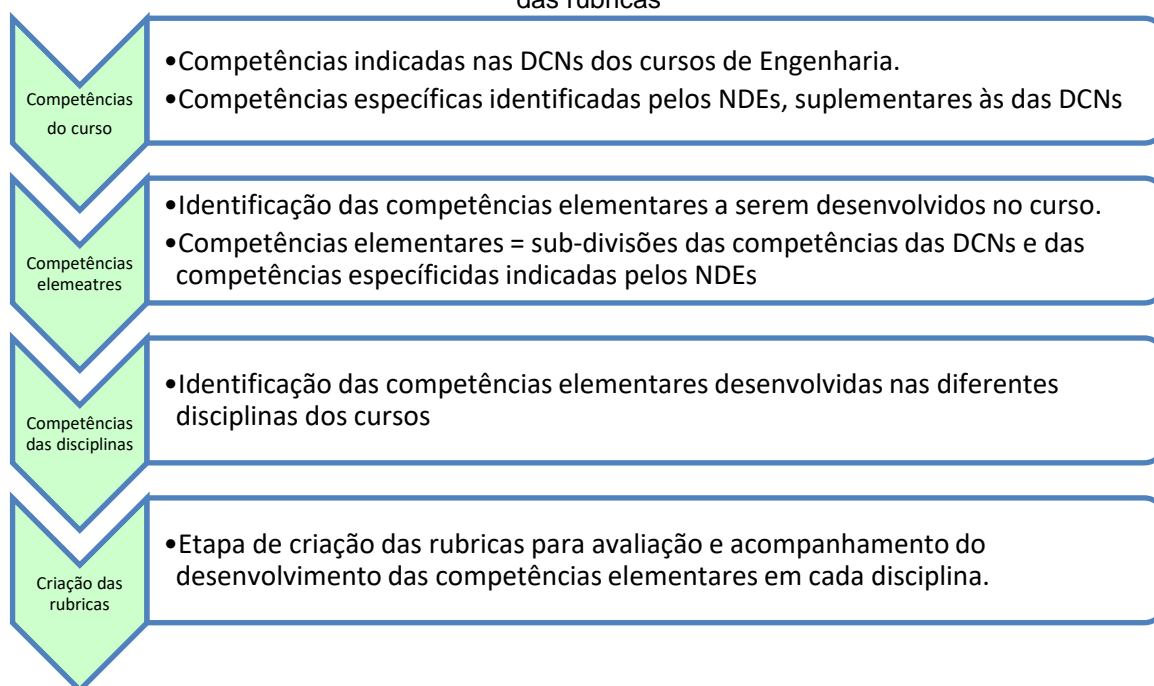 das rubricas
Competências
do curso
•Competências indicadas nas DCNs dos cursos de Engenharia.
•Competências específicas identificadas pelos NDEs, suplementares às das DCNs
Competências
elemeatres
•Identificação das competências elementares a serem desenvolvidos no curso.
•Competências elementares = sub-divisões das competências das DCNs e das
competências específicidas indicadas pelos NDEs
Competências
das disciplinas
•Identificação das competências elementares desenvolvidas nas diferentes
disciplinas dos cursos
Criação das
rubricas
•Etapa de criação das rubricas para avaliação e acompanhamento do
desenvolvimento das competências elementares em cada disciplina.